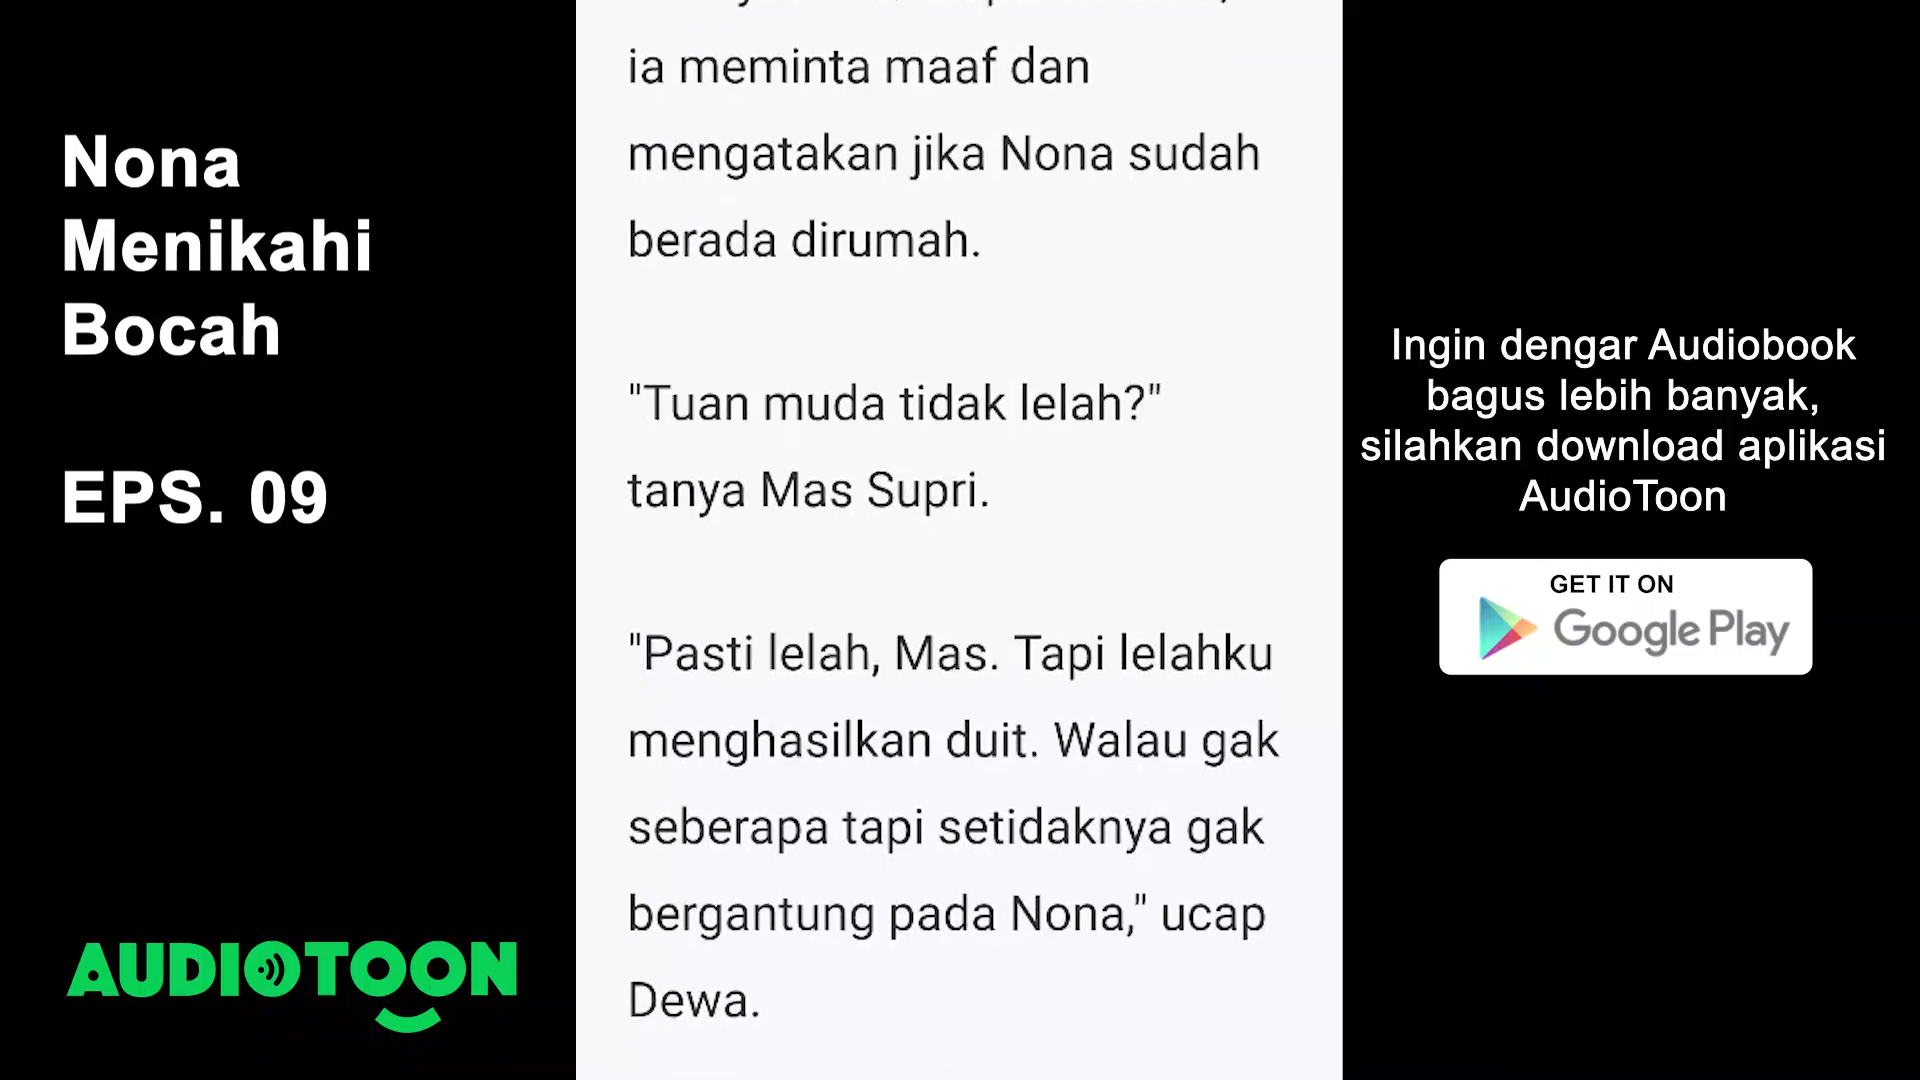 Nona
Menikahi
Bocah
EPS. 09
AUDIOTOON
ia meminta maaf dan
mengatakan jika Nona sudah
berada dirumah.
"Tuan muda tidak lelah?"
tanya Mas Supri.
"Pasti lelah, Mas. Tapi lelahku
menghasilkan duit. Walau gak
seberapa tapi setidaknya gak
bergantung pada Nona," ucap
Dewa.
Ingin dengar Audiobook
bagus lebih banyak,
silahkan download aplikasi
AudioToon
GET IT ON
Google Play